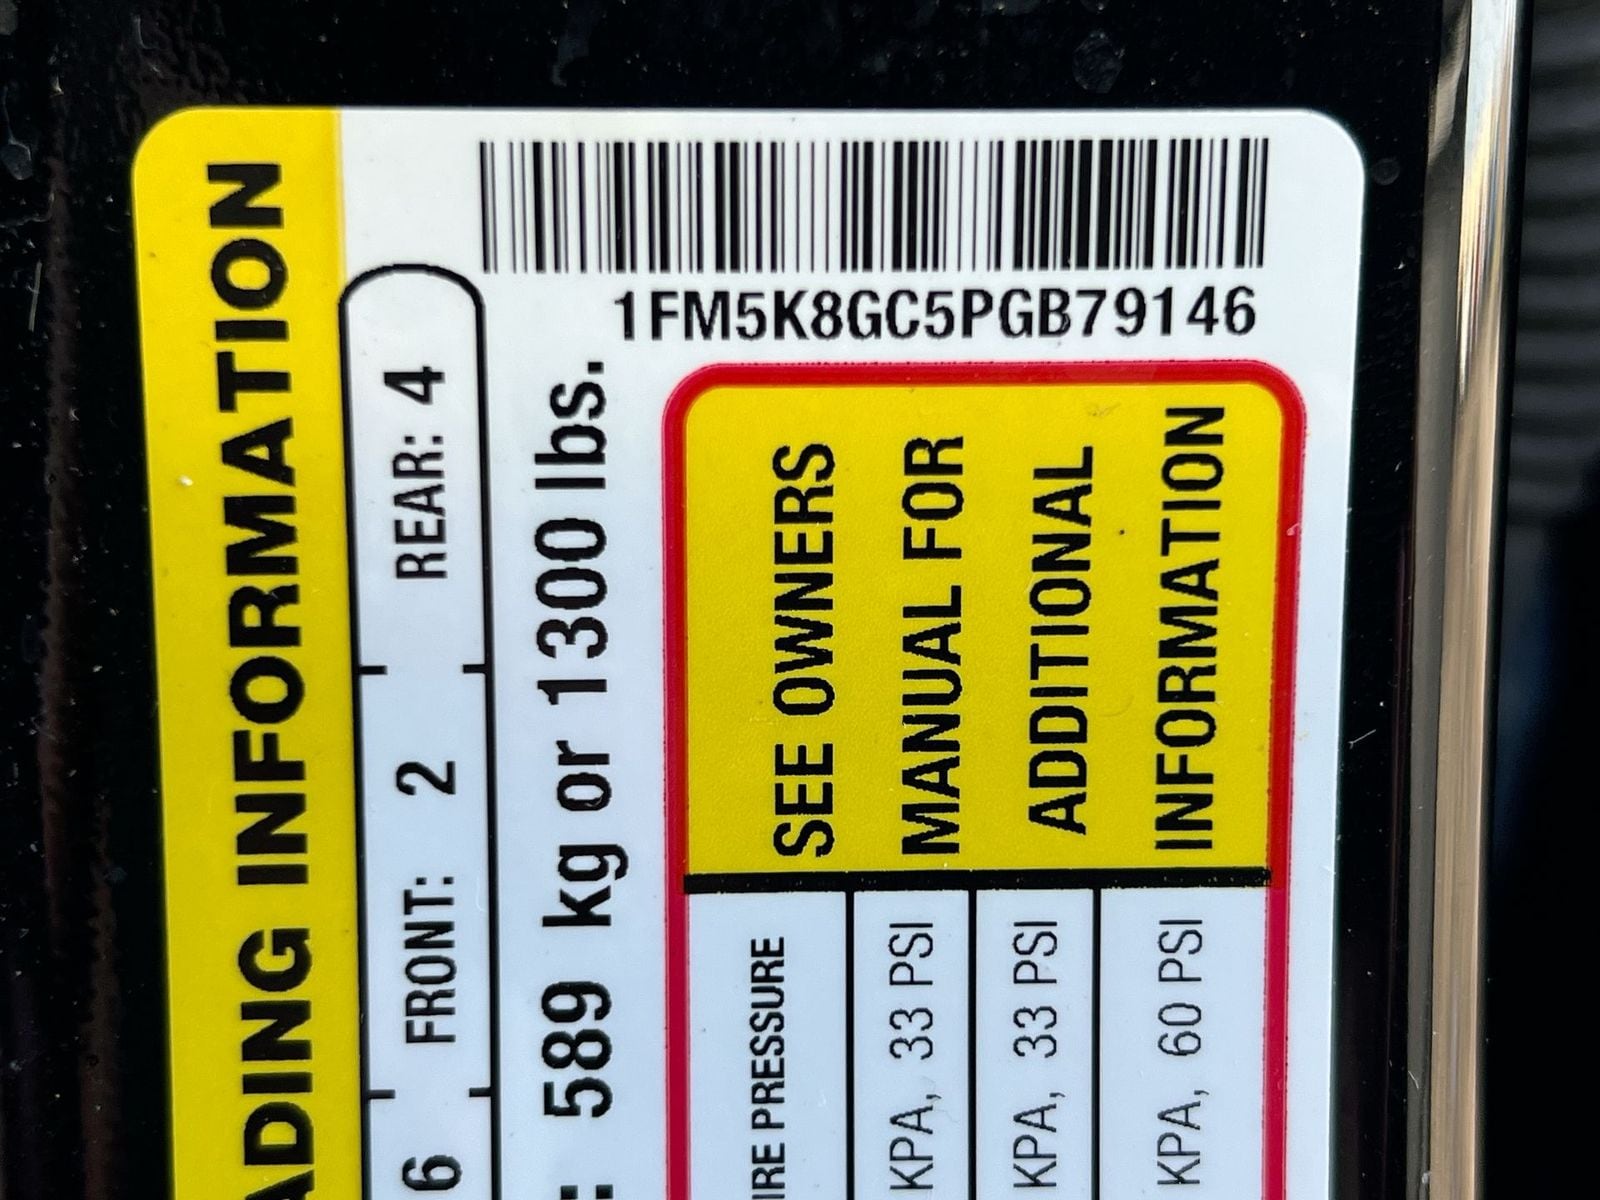 1FM5K8GC5PGB79146
ADING INFORMATION
6 FRONT: 2 REAR: 4
: 589 kg or 1300 lbs.
IRE PRESSURE
KPA, 33 PSI
KPA, 33 PSI
KPA, 60 PSI
SEE OWNERS
MANUAL FOR
ADDITIONAL
INFORMATION